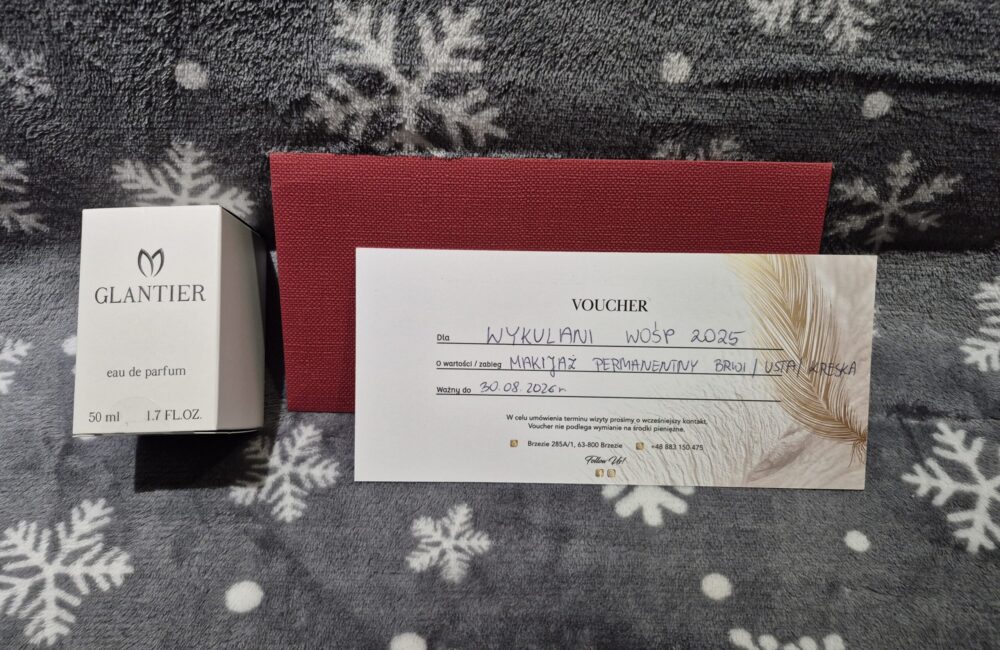 GLANTIER
eau de parfum
50 ml 1.7 FL.OZ.
VOUCHER
Dla WYKULANI WOŚP 2025
O wartości / zabieg MAKIJAŻ PERMANENTNY BRWI / USTA / KRESKA
Ważny do 30.08.2026 r
W celu umówienia terminu wizyty prosimy o wcześniejszy kontakt.
Voucher nie podlega wymianie na środki pieniężne.
Brzezie 285A/1, 63-800 Brzezie +48 883 150 475
Follow Us!